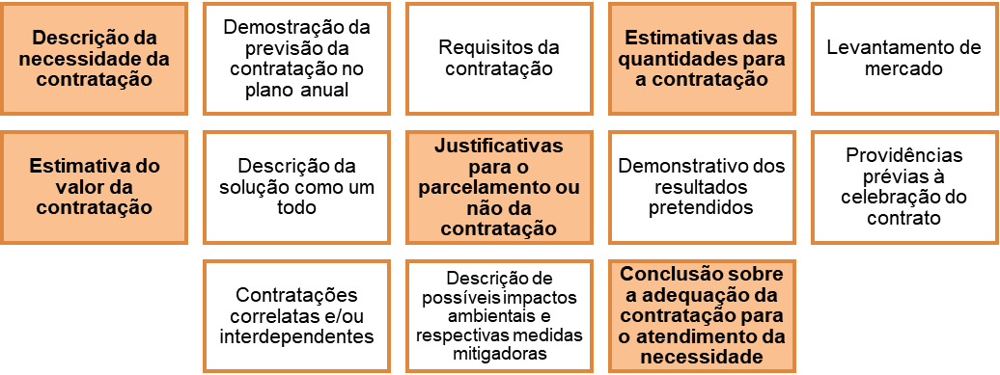 Descrição da
necessidade da
contratação
Demostração da
previsão da
contratação no
plano anual
Requisitos da
contratação
Estimativas das
quantidades para
a contratação
Levantamento de
mercado
Estimativa do
valor da
contratação
Descrição da
solução como um
todo
Justificativas
para o
parcelamento ou
não da
contratação
Demonstrativo dos
resultados
pretendidos
Providências
prévias à
celebração do
contrato
Contratações
correlatas e/ou
interdependentes
Descrição de
possíveis impactos
ambientais e
respectivas medidas
mitigadoras
Conclusão sobre
a adequação da
contratação para
o atendimento da
necessidade